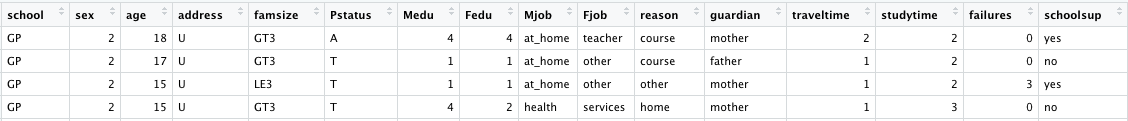 school sex age address famsize Pstatus Medu Fedu Mjob Fjob reason guardian traveltime studytime failures schoolsup
GP 2 18 U GT3 A 4 4 at_home teacher course mother 2 2 0 yes
GP 2 17 U GT3 T 1 1 at_home other course father 1 2 0 no
GP 2 15 U LE3 T 1 1 at_home other other mother 1 2 3 yes
GP 2 15 U GT3 T 4 2 health services home mother 1 3 0 no